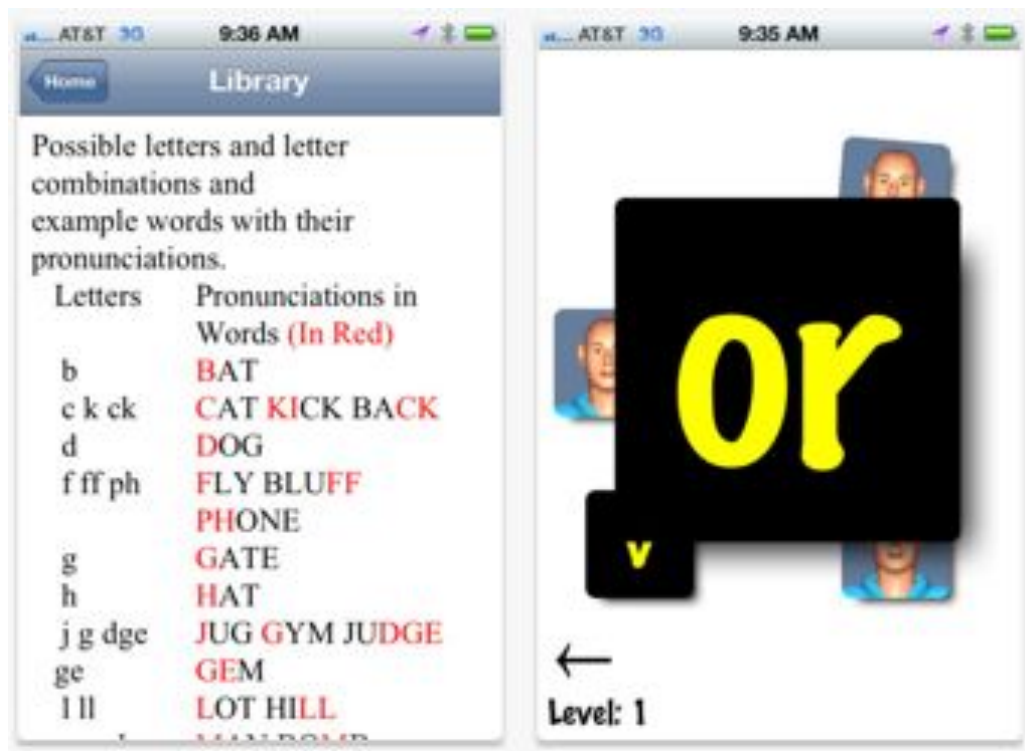 AT&T 3G 9:36 AM
Home Library
Possible letters and letter
combinations and
example words with their
pronunciations.
Letters Pronunciations in
Words (In Red)
b BAT
c k ck CAT KICK BACK
d DOG
f ff ph FLY BLUFF
PHONE
g GATE
h HAT
j g dge JUG GYM JUDGE
ge GEM
l ll LOT HILL
AT&T 3G 9:35 AM
or
v
Level: 1